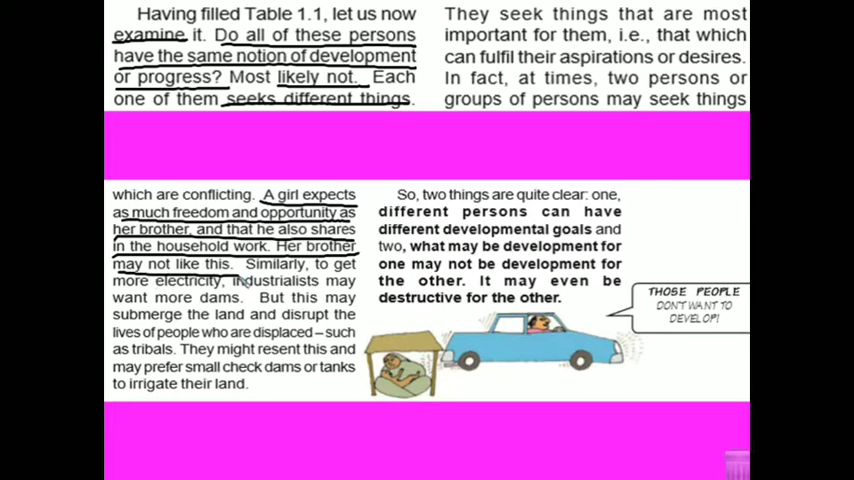 Having filled Table 1.1, let us now
examine it. Do all of these persons
have the same notion of development
or progress? Most likely not. Each
one of them seeks different things.
They seek things that are most
important for them, i.e., that which
can fulfil their aspirations or desires.
In fact, at times, two persons or
groups of persons may seek things
which are conflicting. A girl expects
as much freedom and opportunity as
her brother, and that he also shares
in the household work. Her brother
may not like this. Similarly, to get
more electricity, industrialists may
want more dams. But this may
submerge the land and disrupt the
lives of people who are displaced – such
as tribals. They might resent this and
may prefer small check dams or tanks
to irrigate their land.
So, two things are quite clear: one,
different persons can have
different developmental goals and
two, what may be development for
one may not be development for
the other. It may even be
destructive for the other.
THOSE PEOPLE
DON'T WANT TO
DEVELOP!